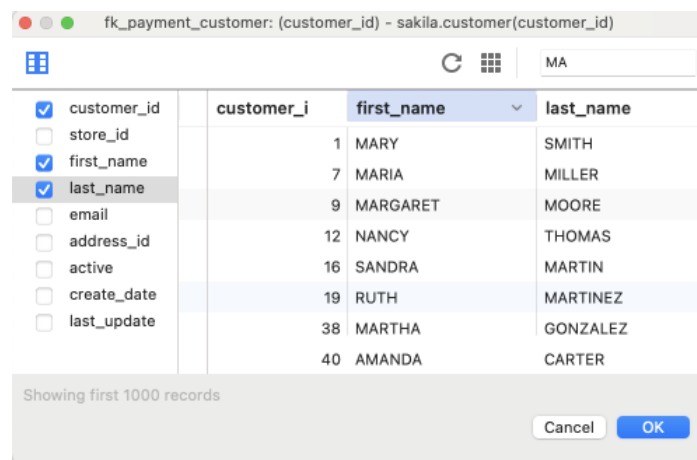 fk_payment_customer: (customer_id) - sakila.customer(customer_id)
MA
customer_id
store_id
first_name
last_name
email
address_id
active
create_date
last_update
customer_i first_name last_name
1 MARY SMITH
7 MARIA MILLER
9 MARGARET MOORE
12 NANCY THOMAS
16 SANDRA MARTIN
19 RUTH MARTINEZ
38 MARTHA GONZALEZ
40 AMANDA CARTER
Showing first 1000 records
Cancel OK